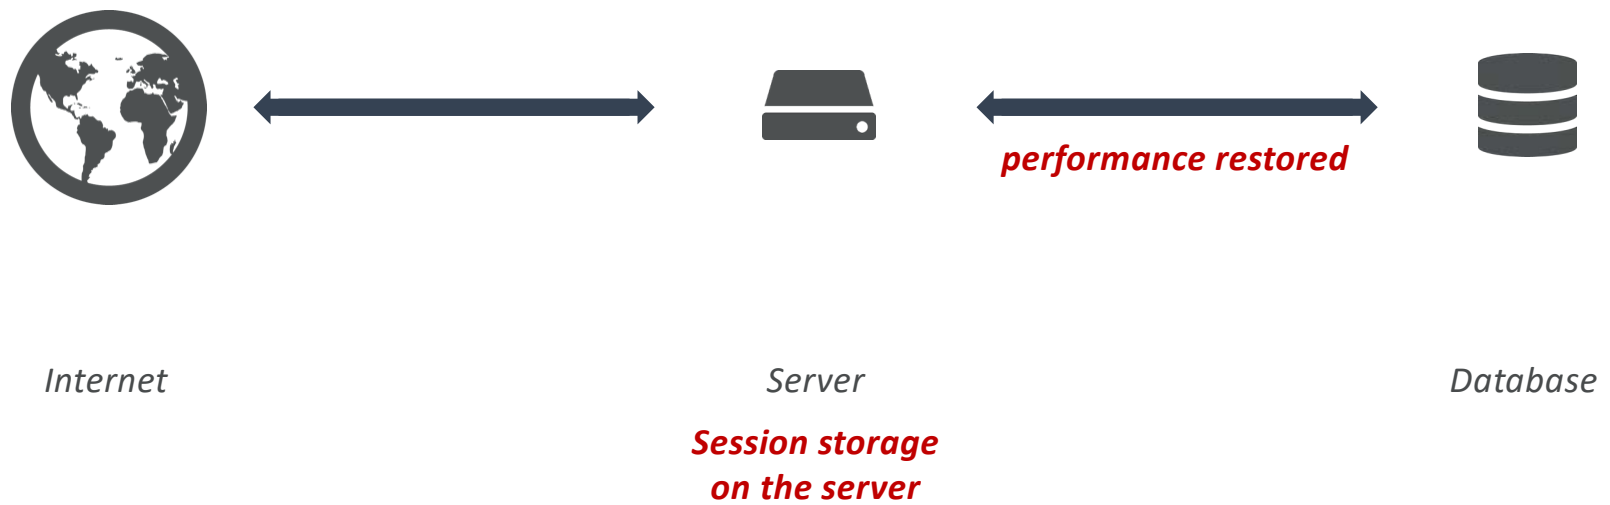 performance restored
Internet
Server
Database
Session storage
on the server